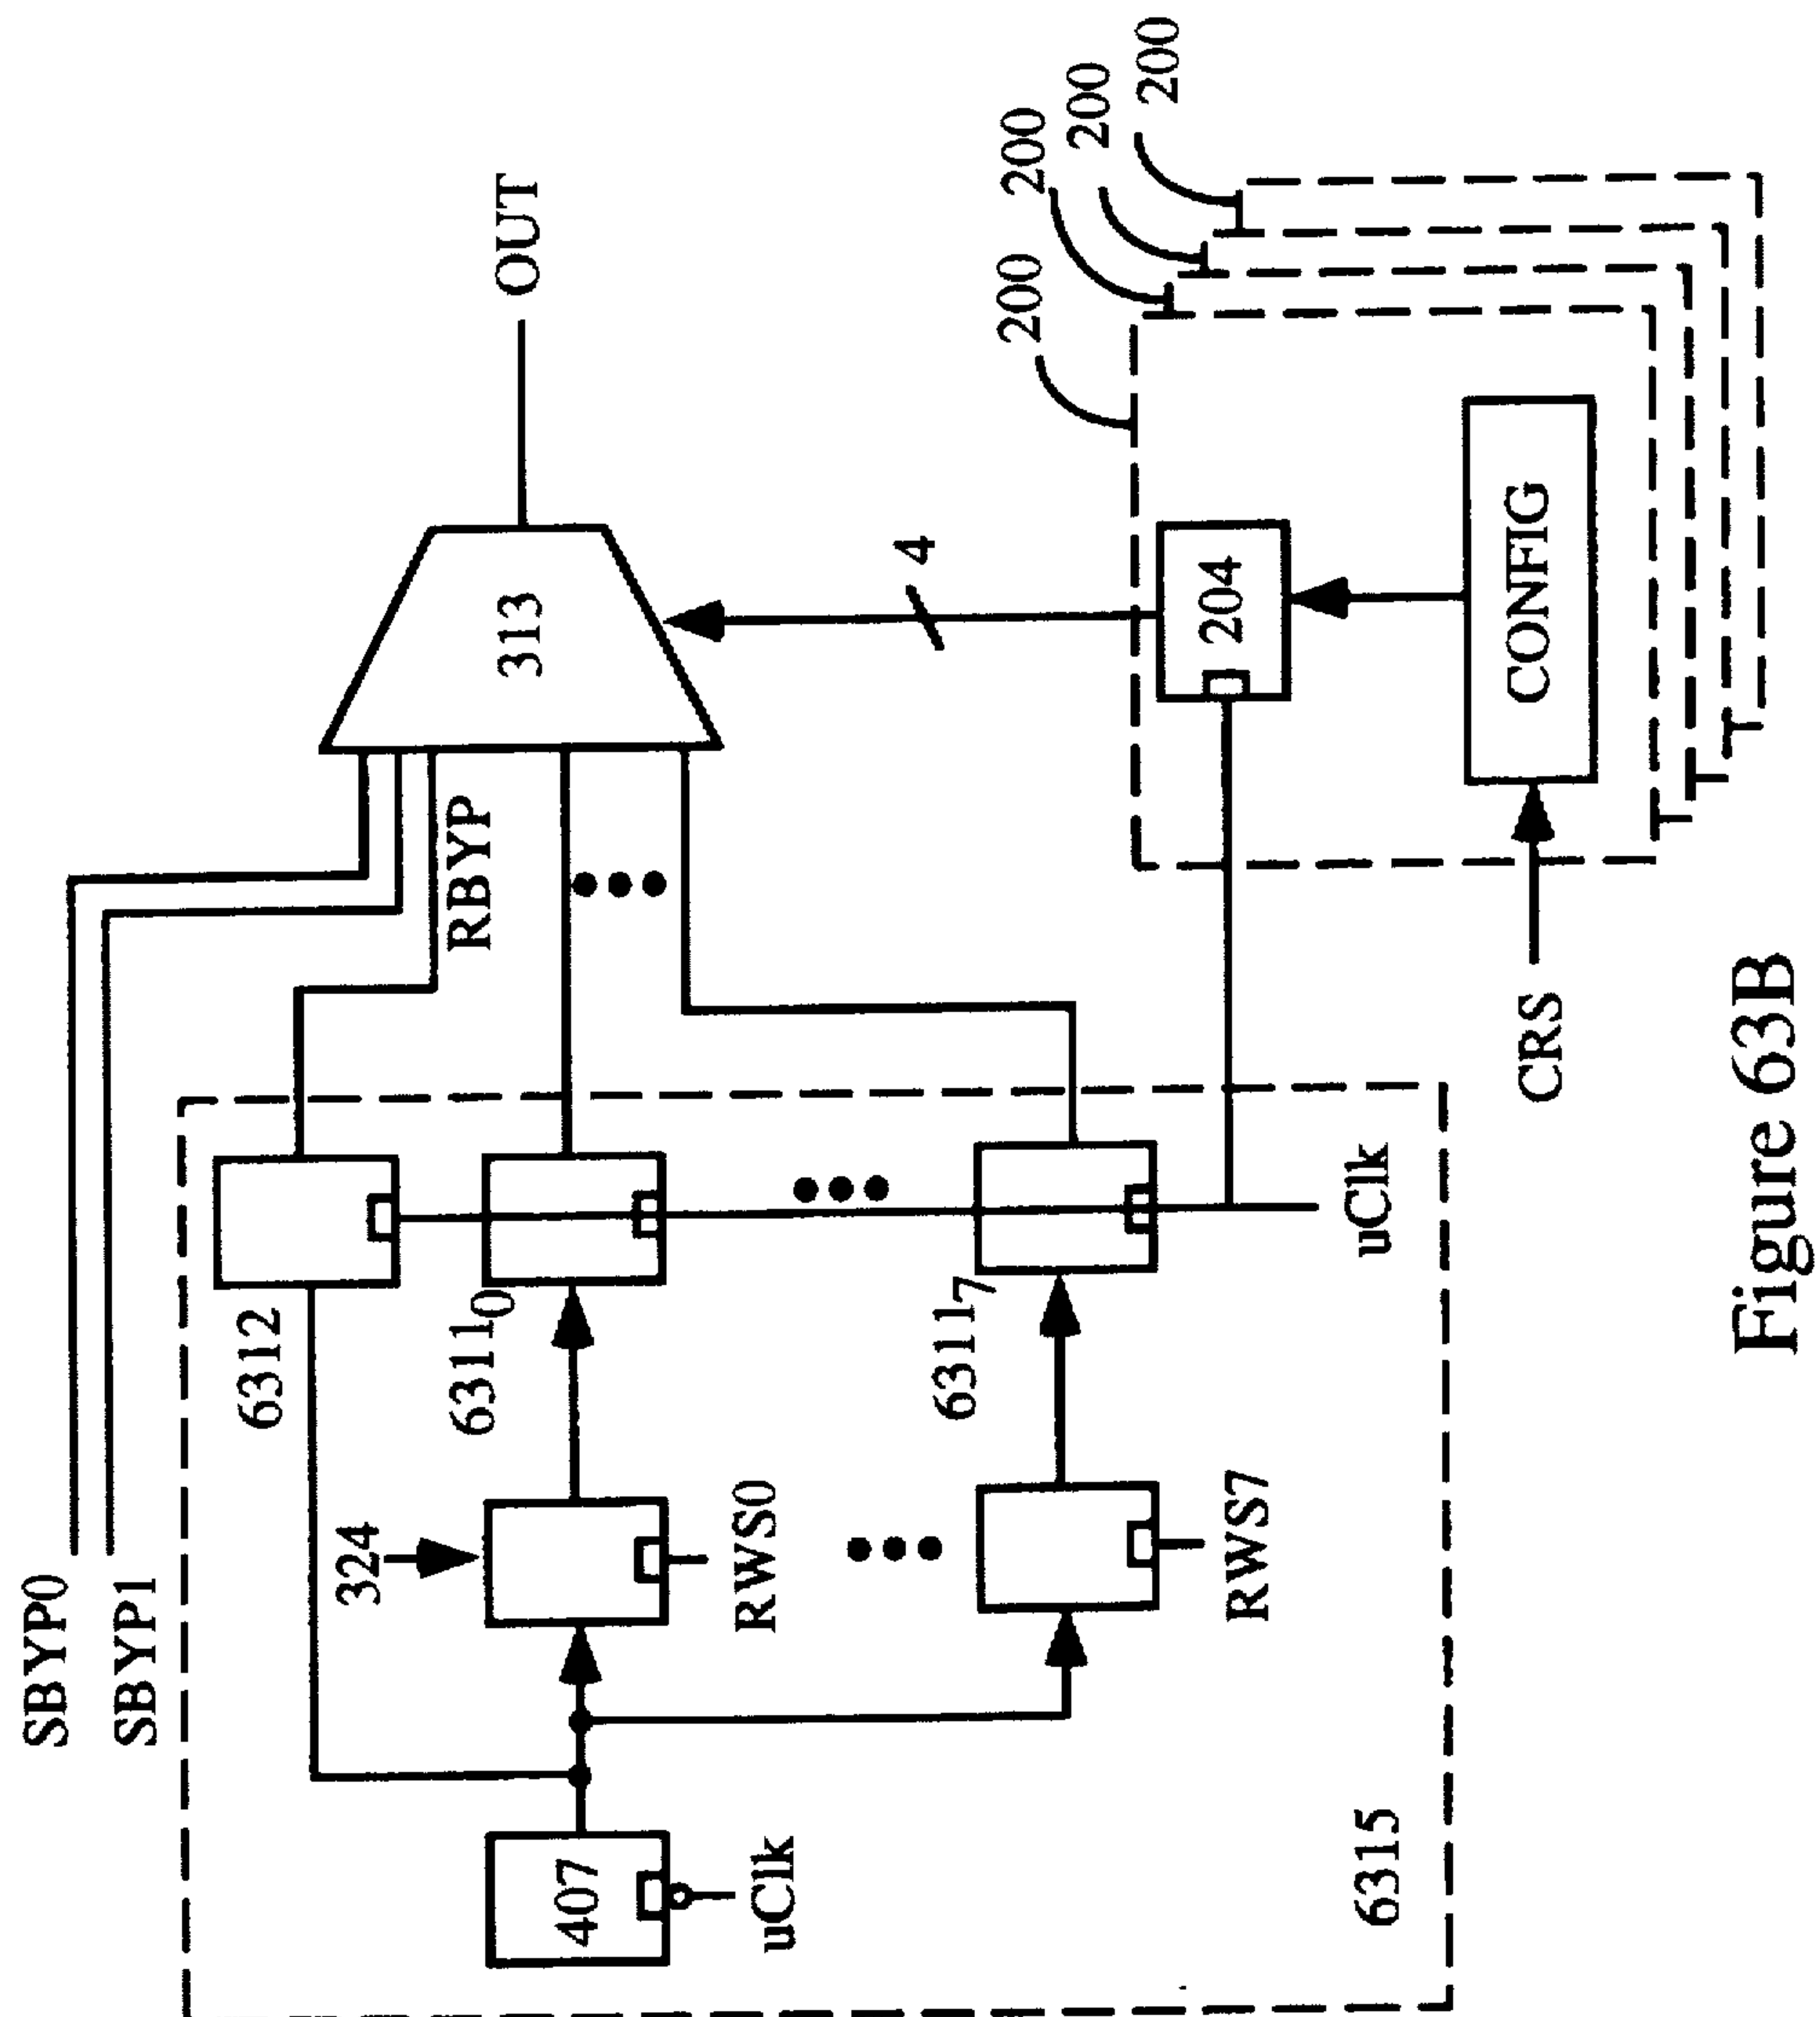 SBYP0
SBYP1
6312
RBYP
OUT
324
6311₀
313
407
uClk
RWS0
6311₇
4
200
200
200
200
RWS7
204
uClk
6315
CRS
CONFIG
Figure 63B